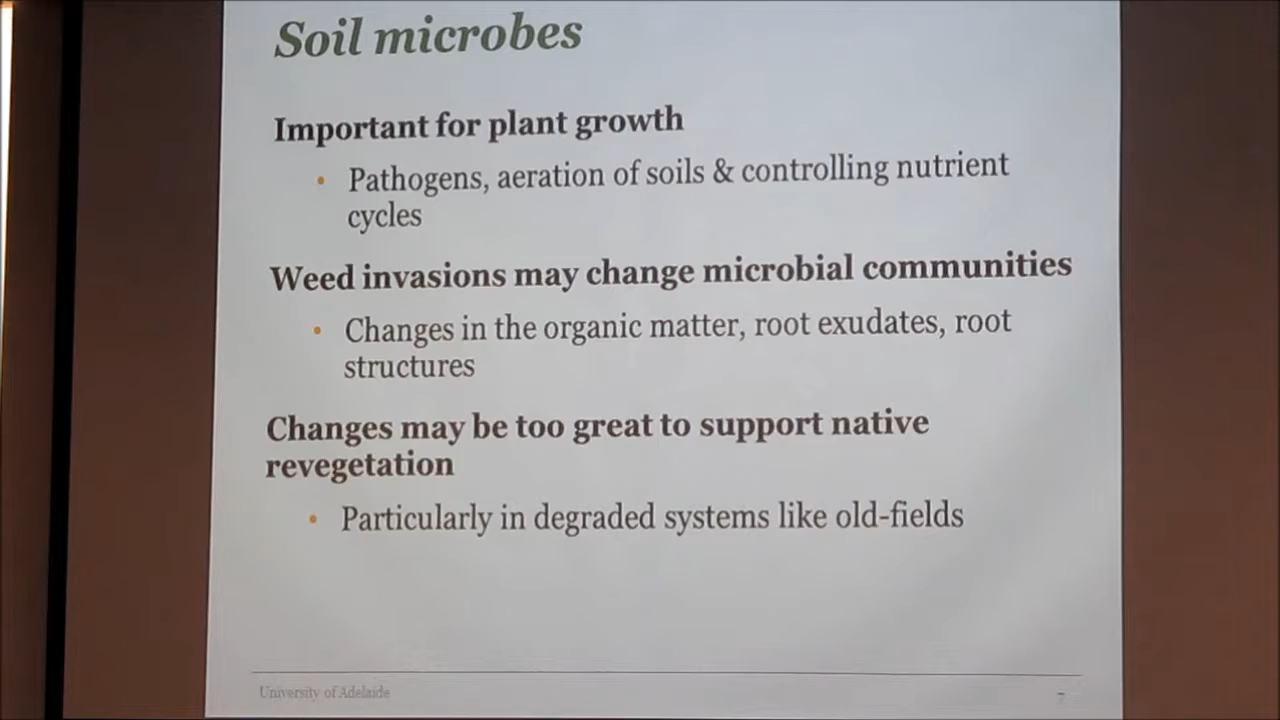 Soil microbes
Important for plant growth
• Pathogens, aeration of soils & controlling nutrient
cycles
Weed invasions may change microbial communities
• Changes in the organic matter, root exudates, root
structures
Changes may be too great to support native
revegetation
• Particularly in degraded systems like old-fields
University of Adelaide
7